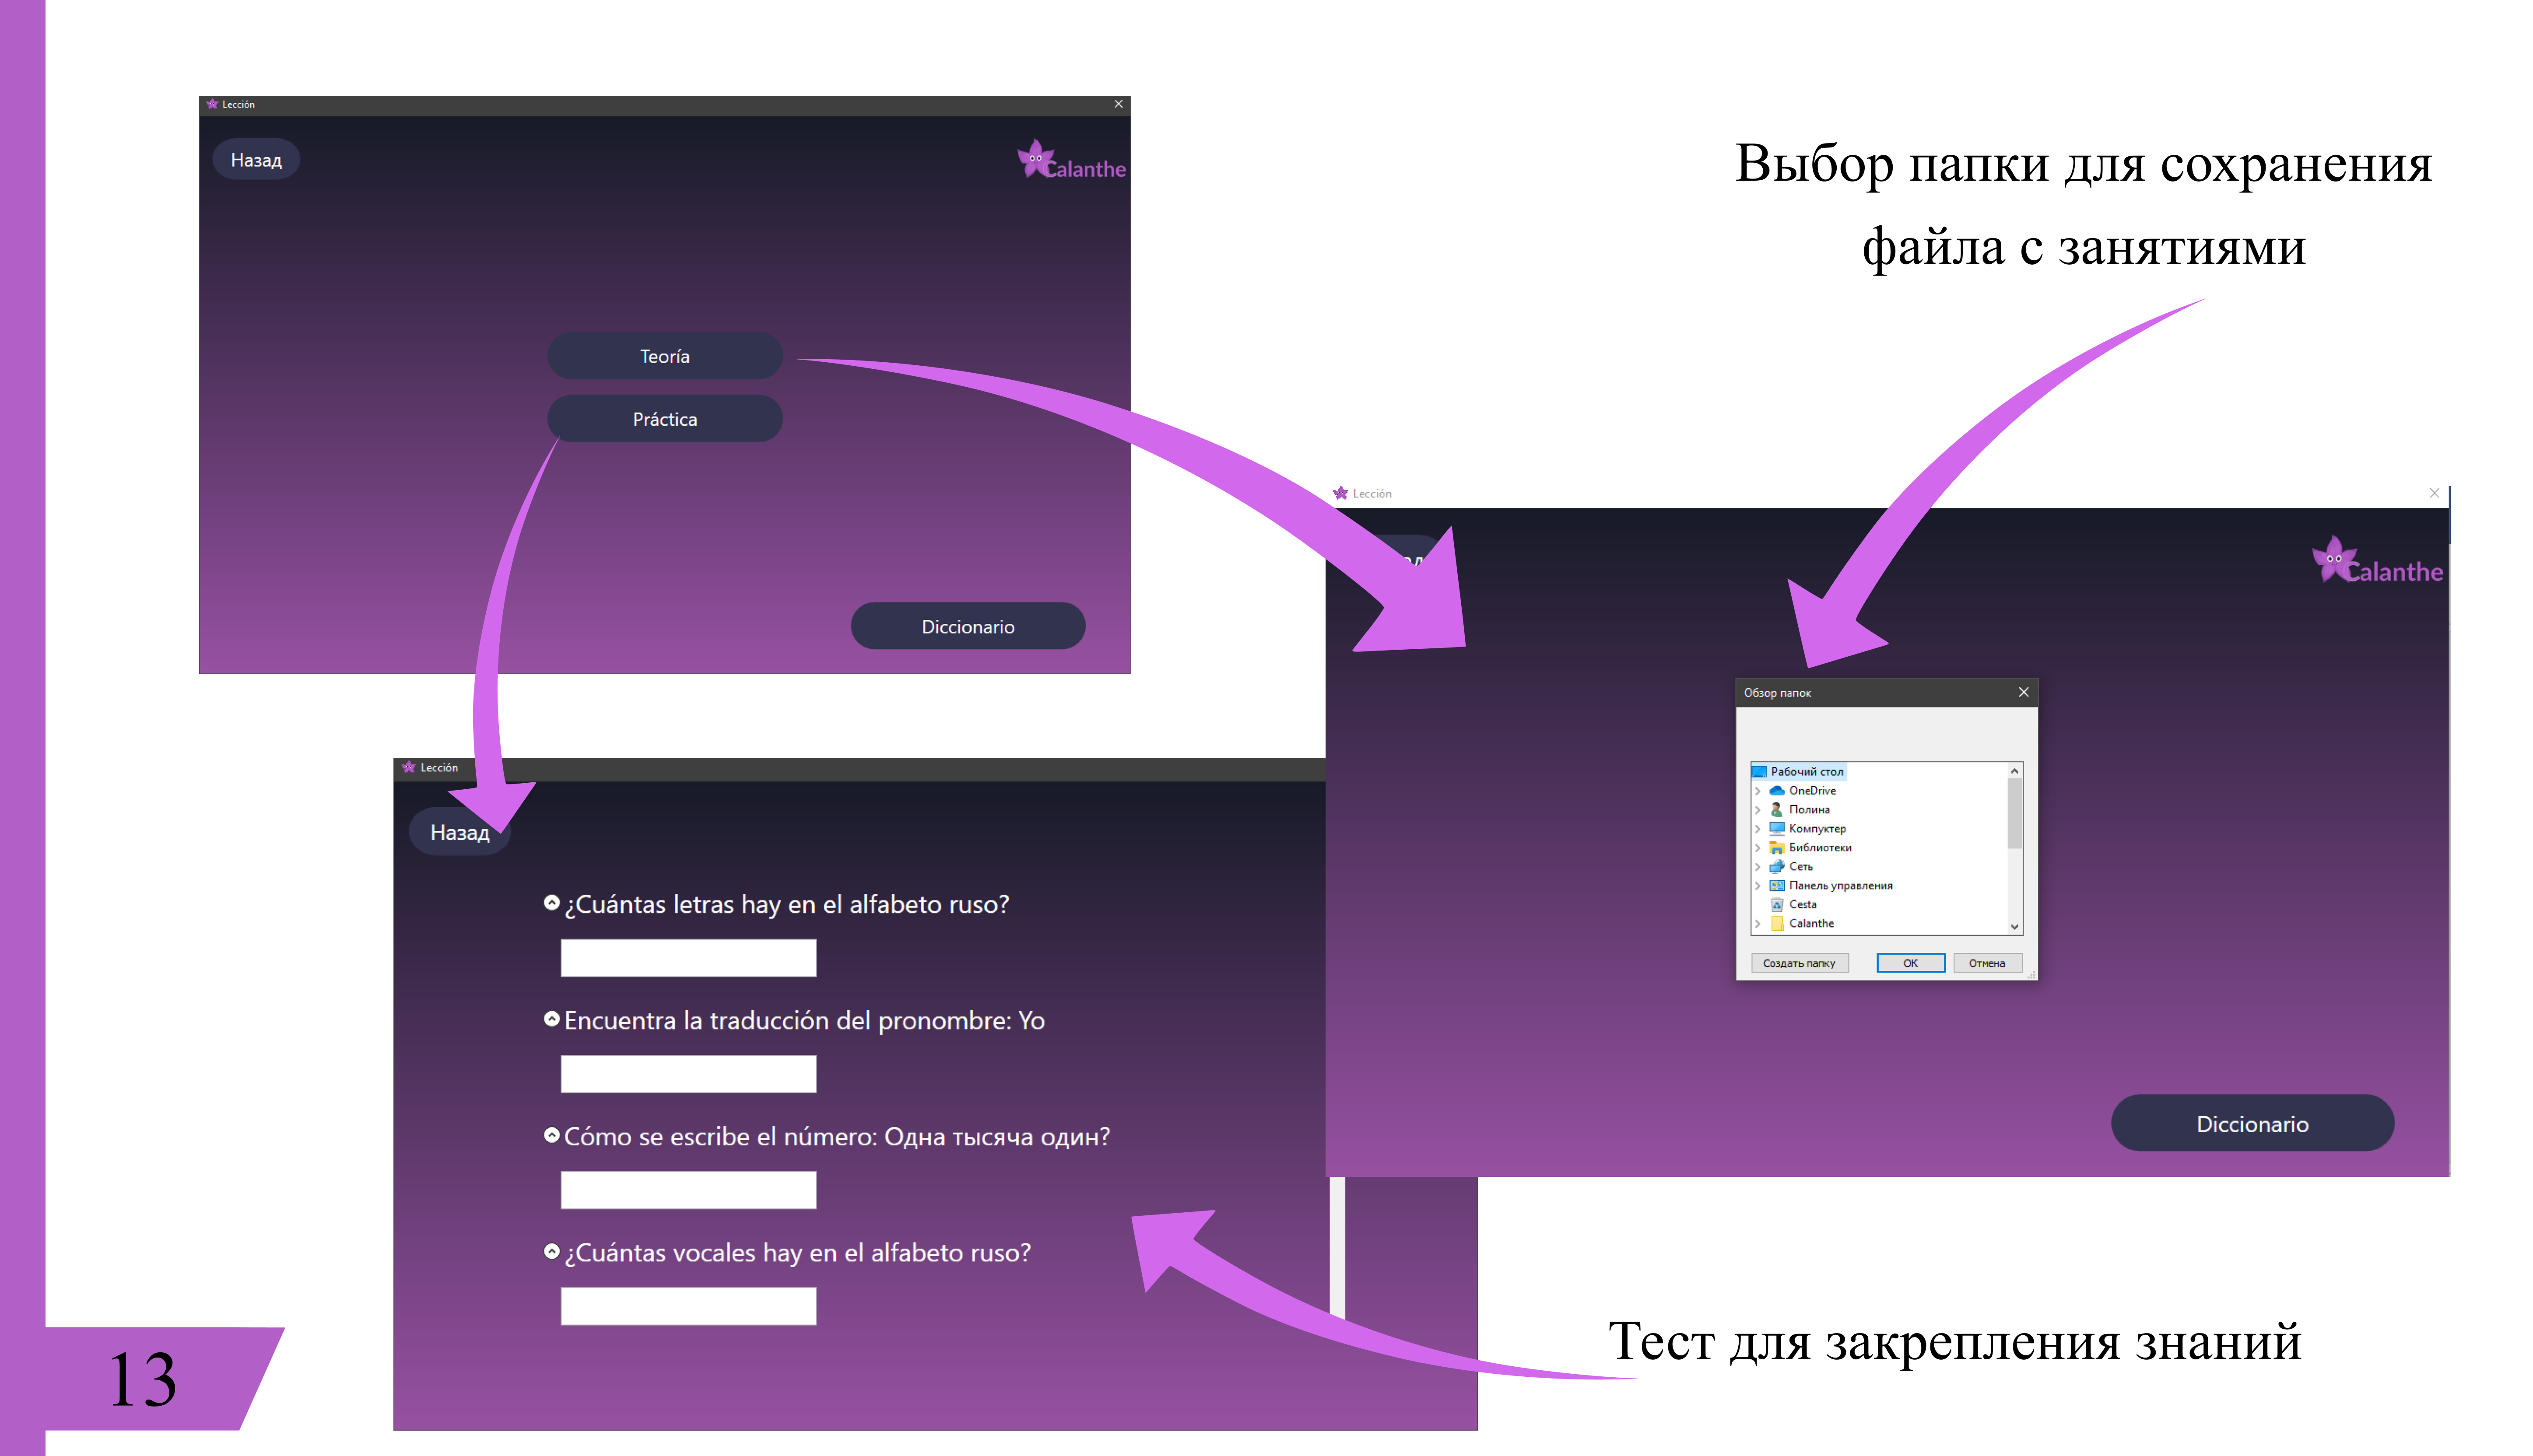 Lección
Назад
Calanthe
Teoría
Práctica
Diccionario
Выбор папки для сохранения
файла с занятиями
Lección
Calanthe
Обзор папок
Рабочий стол
OneDrive
Полина
Компьютер
Библиотеки
Сеть
Панель управления
Cesta
Calanthe
Создать папку
ОК
Отмена
Diccionario
Lección
Назад
¿Cuántas letras hay en el alfabeto ruso?
Encuentra la traducción del pronombre: Yo
Cómo se escribe el número: Одна тысяча один?
¿Cuántas vocales hay en el alfabeto ruso?
Тест для закрепления знаний
13